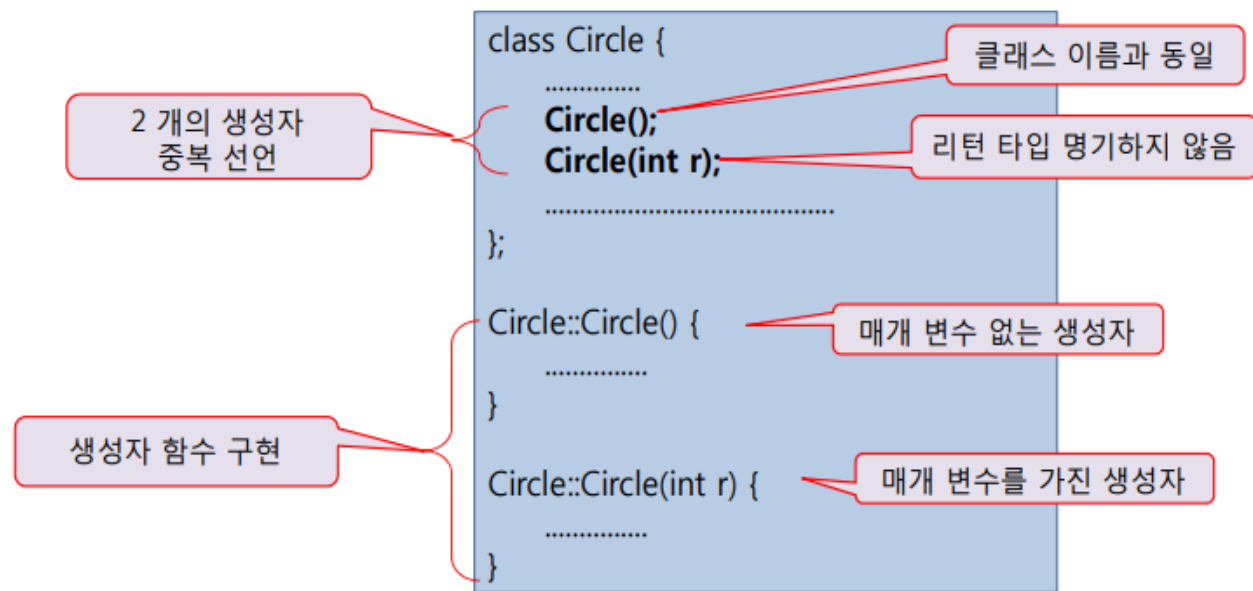 class Circle {
..............
Circle();
Circle(int r);
..........................................
};
Circle::Circle() {
...............
}
Circle::Circle(int r) {
...............
}
클래스 이름과 동일
리턴 타입 명기하지 않음
2 개의 생성자
중복 선언
매개 변수 없는 생성자
생성자 함수 구현
매개 변수를 가진 생성자